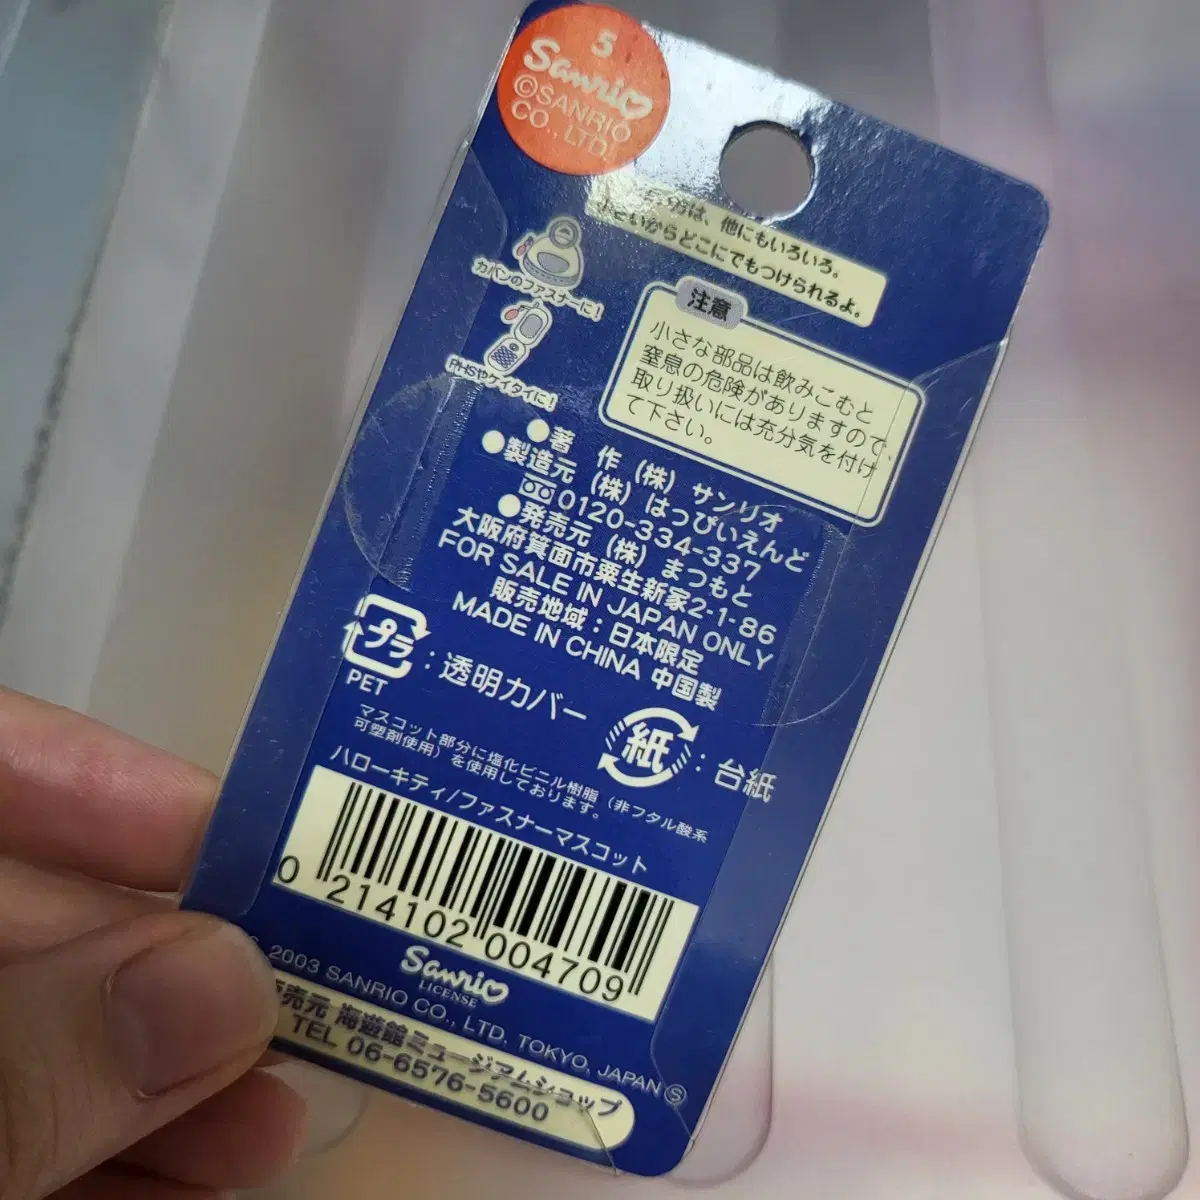 5
Sanrio
©SANRIO
CO., LTD.
は、他にもいろいろ。
小さいからどこにでもつけられるよ。
カバンのファスナーに!
PHSやケイタイに!
注意
小さな部品は飲みこむと
窒息の危険がありますので、
取り扱いには充分気を付け
て下さい。
●著 作 (株) サンリオ
●製造元 (株) はっぴいえんど
0120-334-337
●発売元 (株) まつもと
大阪府箕面市粟生新家2-1-86
FOR SALE IN JAPAN ONLY
販売地域:日本限定
MADE IN CHINA 中国製
プラ
PET
:透明カバー
紙
:台紙
マスコット部分に塩化ビニル樹脂(非フタル酸系
可塑剤使用)を使用しております。
ハローキティ/ファスナーマスコット
0 214102 004709
Sanrio
LICENSE
2003 SANRIO CO., LTD. TOKYO, JAPAN Ⓢ
売元 海遊館ミュージアムショップ
TEL 06-6576-5600